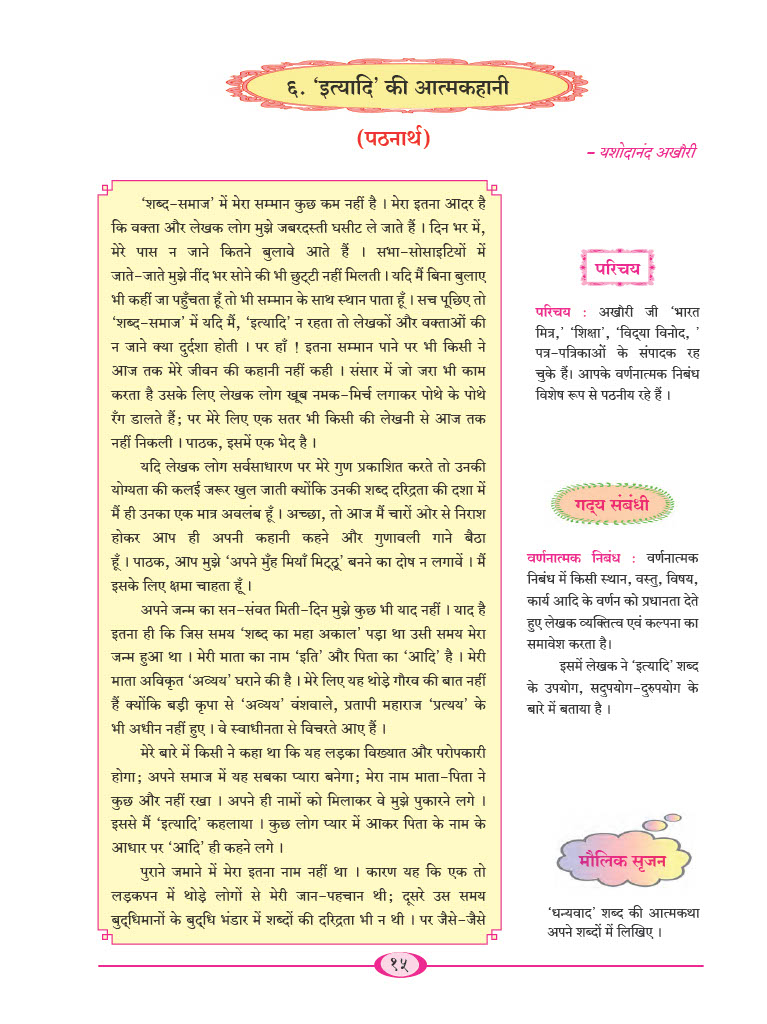 ६. ‘इत्यादि’ की आत्मकहानी
(पठनार्थ)
– यशोदानंद अखौरी
‘शब्द-समाज’ में मेरा सम्मान कुछ कम नहीं है । मेरा इतना आदर है
कि वक्ता और लेखक लोग मुझे जबरदस्ती घसीट ले जाते हैं । दिन भर में,
मेरे पास न जाने कितने बुलावे आते हैं । सभा-सोसाइटियों में
जाते-जाते मुझे नींद भर सोने की भी छुट्टी नहीं मिलती । यदि मैं बिना बुलाए
भी कहीं जा पहुँचता हूँ तो भी सम्मान के साथ स्थान पाता हूँ । सच पूछिए तो
‘शब्द-समाज’ में यदि मैं, ‘इत्यादि’ न रहता तो लेखकों और वक्ताओं की
न जाने क्या दुर्दशा होती । पर हाँ ! इतना सम्मान पाने पर भी किसी ने
आज तक मेरे जीवन की कहानी नहीं कही । संसार में जो जरा भी काम
करता है उसके लिए लेखक लोग खूब नमक-मिर्च लगाकर पोथे के पोथे
रँग डालते हैं; पर मेरे लिए एक सतर भी किसी की लेखनी से आज तक
नहीं निकली । पाठक, इसमें एक भेद है ।
यदि लेखक लोग सर्वसाधारण पर मेरे गुण प्रकाशित करते तो उनकी
योग्यता की कलई जरूर खुल जाती क्योंकि उनकी शब्द दरिद्रता की दशा में
मैं ही उनका एक मात्र अवलंब हूँ । अच्छा, तो आज मैं चारों ओर से निराश
होकर आप ही अपनी कहानी कहने और गुणावली गाने बैठा
हूँ । पाठक, आप मुझे ‘अपने मुँह मियाँ मिट्ठू’ बनने का दोष न लगावें । मैं
इसके लिए क्षमा चाहता हूँ ।
अपने जन्म का सन-संवत मिती-दिन मुझे कुछ भी याद नहीं । याद है
इतना ही कि जिस समय ‘शब्द का महा अकाल’ पड़ा था उसी समय मेरा
जन्म हुआ था । मेरी माता का नाम ‘इति’ और पिता का ‘आदि’ है । मेरी
माता अविकृत ‘अव्यय’ घराने की है । मेरे लिए यह थोड़े गौरव की बात नहीं
हैं क्योंकि बड़ी कृपा से ‘अव्यय’ वंशवाले, प्रतापी महाराज ‘प्रत्यय’ के
भी अधीन नहीं हुए । वे स्वाधीनता से विचरते आए हैं ।
मेरे बारे में किसी ने कहा था कि यह लड़का विख्यात और परोपकारी
होगा; अपने समाज में यह सबका प्यारा बनेगा; मेरा नाम माता-पिता ने
कुछ और नहीं रखा । अपने ही नामों को मिलाकर वे मुझे पुकारने लगे ।
इससे मैं ‘इत्यादि’ कहलाया । कुछ लोग प्यार में आकर पिता के नाम के
आधार पर ‘आदि’ ही कहने लगे ।
पुराने जमाने में मेरा इतना नाम नहीं था । कारण यह कि एक तो
लड़कपन में थोड़े लोगों से मेरी जान-पहचान थी; दूसरे उस समय
बुद्धिमानों के बुद्धि भंडार में शब्दों की दरिद्रता भी न थी । पर जैसे-जैसे
परिचय
परिचय : अखौरी जी ‘भारत
मित्र,’ ‘शिक्षा’, ‘विद्या विनोद, ’
पत्र-पत्रिकाओं के संपादक रह
चुके हैं। आपके वर्णनात्मक निबंध
विशेष रूप से पठनीय रहे हैं ।
गद्य संबंधी
वर्णनात्मक निबंध : वर्णनात्मक
निबंध में किसी स्थान, वस्तु, विषय,
कार्य आदि के वर्णन को प्रधानता देते
हुए लेखक व्यक्तित्व एवं कल्पना का
समावेश करता है।
इसमें लेखक ने ‘इत्यादि’ शब्द
के उपयोग, सदुपयोग-दुरुपयोग के
बारे में बताया है ।
मौलिक सृजन
‘धन्यवाद’ शब्द की आत्मकथा
अपने शब्दों में लिखिए ।
१५